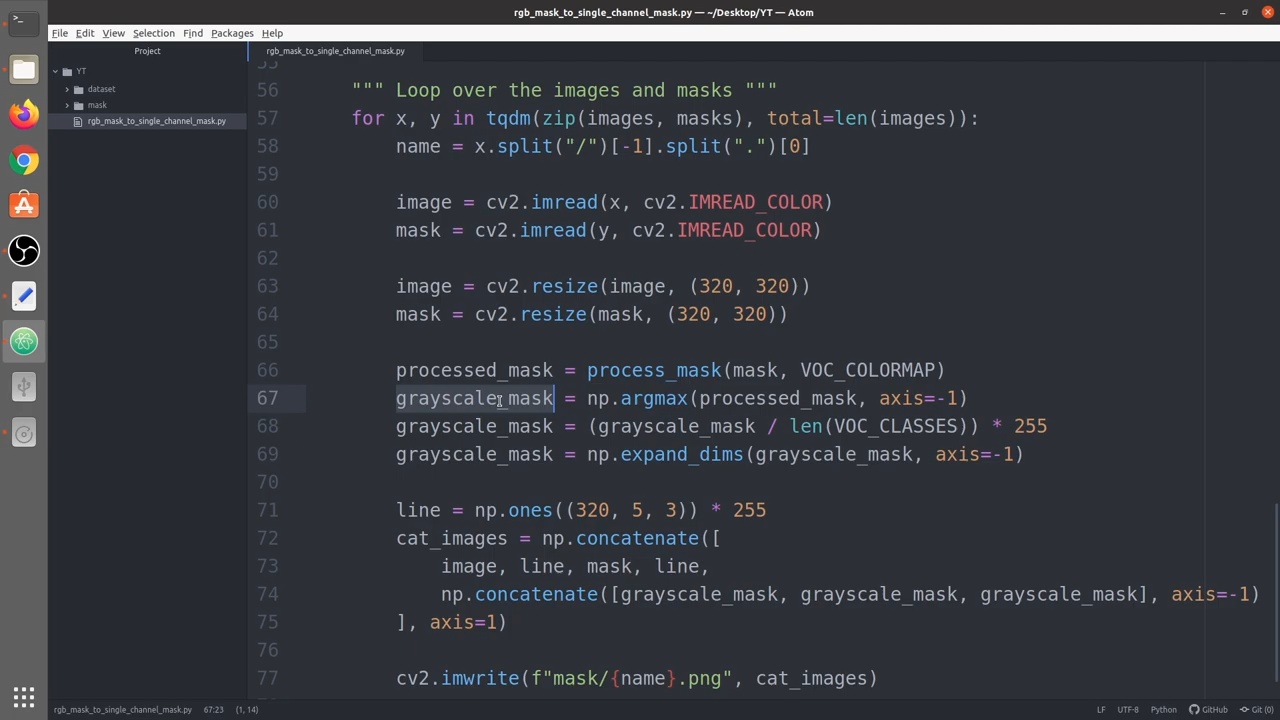 rgb_mask_to_single_channel_mask.py — ~/Desktop/YT — Atom
File Edit View Selection Find Packages Help
Project
rgb_mask_to_single_channel_mask.py
YT
dataset
mask
rgb_mask_to_single_channel_mask.py
55
56 """ Loop over the images and masks """
57 for x, y in tqdm(zip(images, masks), total=len(images)):
58 name = x.split("/")[-1].split(".")[0]
59
60 image = cv2.imread(x, cv2.IMREAD_COLOR)
61 mask = cv2.imread(y, cv2.IMREAD_COLOR)
62
63 image = cv2.resize(image, (320, 320))
64 mask = cv2.resize(mask, (320, 320))
65
66 processed_mask = process_mask(mask, VOC_COLORMAP)
67 grayscale_mask = np.argmax(processed_mask, axis=-1)
68 grayscale_mask = (grayscale_mask / len(VOC_CLASSES)) * 255
69 grayscale_mask = np.expand_dims(grayscale_mask, axis=-1)
70
71 line = np.ones((320, 5, 3)) * 255
72 cat_images = np.concatenate([
73 image, line, mask, line,
74 np.concatenate([grayscale_mask, grayscale_mask, grayscale_mask], axis=-1)
75 ], axis=1)
76
77 cv2.imwrite(f"mask/{name}.png", cat_images)
rgb_mask_to_single_channel_mask.py 67:23 (1, 14) LF UTF-8 Python GitHub Git (0)